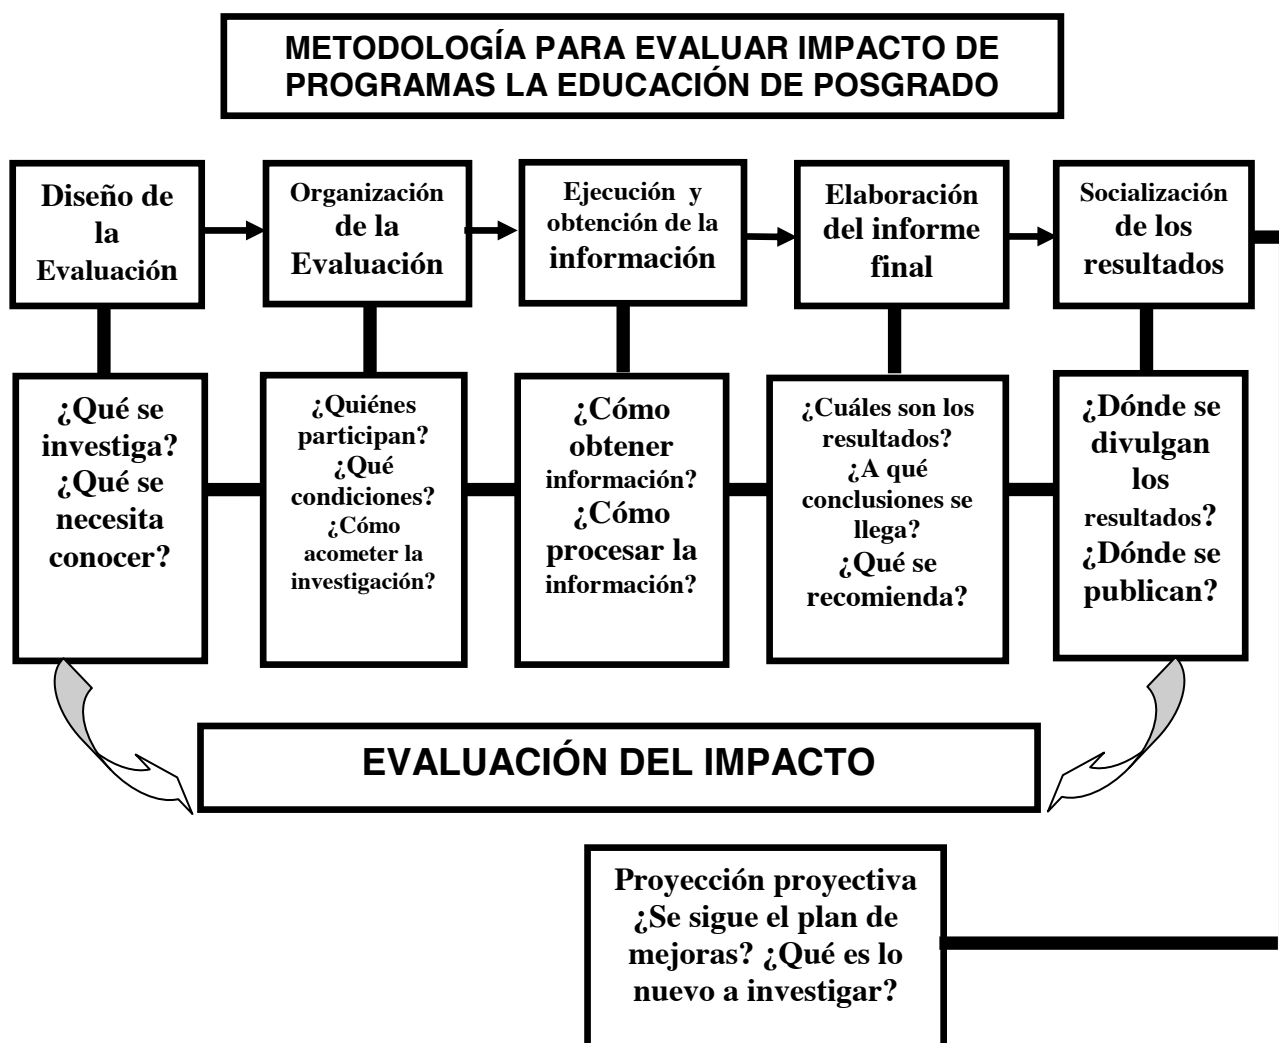 METODOLOGÍA PARA EVALUAR IMPACTO DE
PROGRAMAS LA EDUCACIÓN DE POSGRADO
Diseño de
la
Evaluación
Organización
de la
Evaluación
Ejecución y
obtención de la
información
Elaboración
del informe
final
Socialización
de los
resultados
¿Qué se
investiga?
¿Qué se
necesita
conocer?
¿Quiénes
participan?
¿Qué
condiciones?
¿Cómo
acometer la
investigación?
¿Cómo
obtener
información?
¿Cómo
procesar la
información?
¿Cuáles son los
resultados?
¿A qué
conclusiones se
llega?
¿Qué se
recomienda?
¿Dónde se
divulgan
los
resultados?
¿Dónde se
publican?
EVALUACIÓN DEL IMPACTO
Proyección proyectiva
¿Se sigue el plan de
mejoras? ¿Qué es lo
nuevo a investigar?